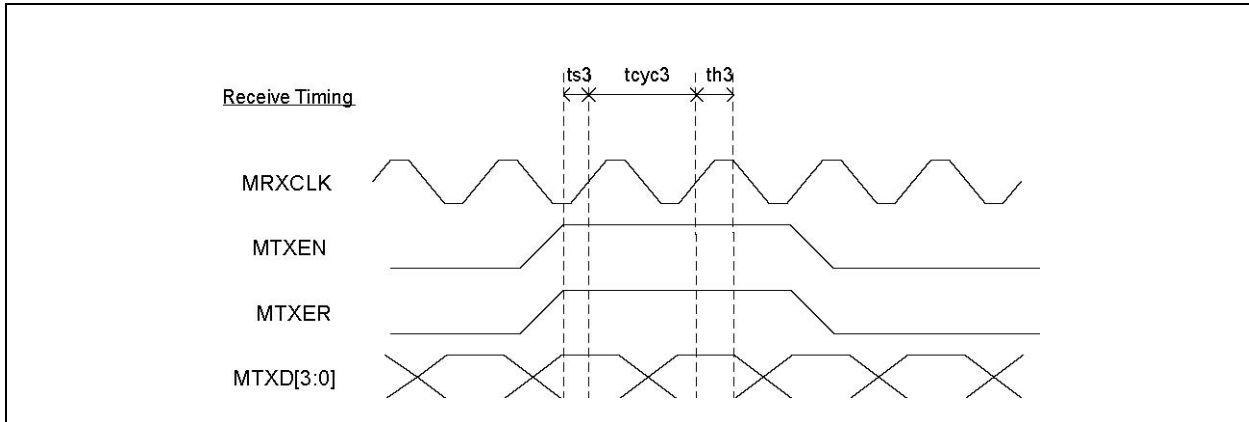 ts3 tcyc3 th3
Receive Timing
MRXCLK
MTXEN
MTXER
MTXD[3:0]